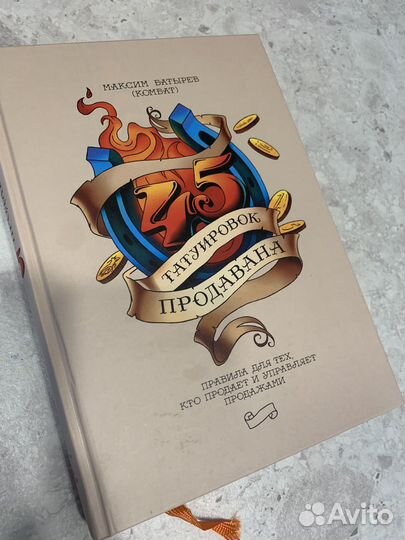 МАКСИМ БАТЫРЕВ
(КОМБАТ)
45
ТАТУИРОВОК
ПРОДАВАНА
ПРАВИЛА ДЛЯ ТЕХ,
КТО ПРОДАЕТ И УПРАВЛЯЕТ
ПРОДАЖАМИ
Avito